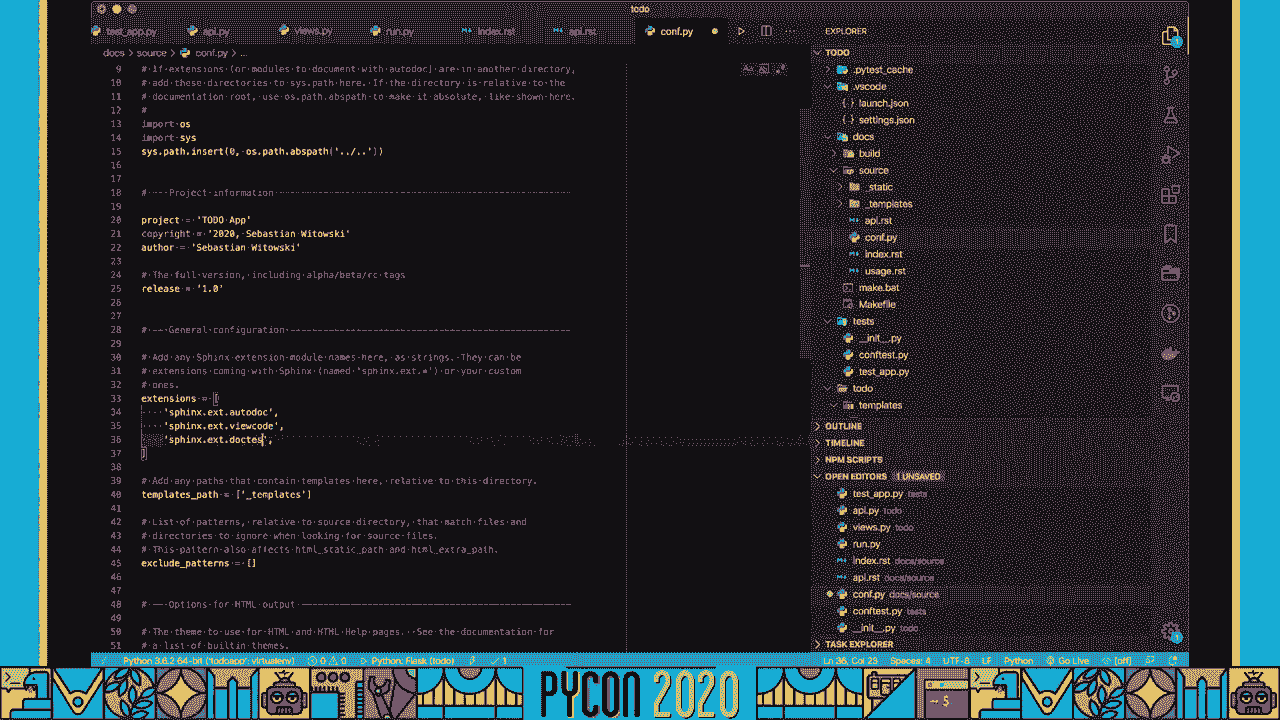 todo
test_app.py api.py views.py run.py index.rst api.rst conf.py
docs > source > conf.py > ...
9 # If extensions (or modules to document with autodoc) are in another directory,
10 # add these directories to sys.path here. If the directory is relative to the
11 # documentation root, use os.path.abspath to make it absolute, like shown here.
12 #
13 import os
14 import sys
15 sys.path.insert(0, os.path.abspath('../..'))
16
17
18 # -- Project information -----------------------------------------------------
19
20 project = 'TODO App'
21 copyright = '2020, Sebastian Witowski'
22 author = 'Sebastian Witowski'
23
24 # The full version, including alpha/beta/rc tags
25 release = '1.0'
26
27
28 # -- General configuration ---------------------------------------------------
29
30 # Add any Sphinx extension module names here, as strings. They can be
31 # extensions coming with Sphinx (named 'sphinx.ext.*') or your custom
32 # ones.
33 extensions = [
34 'sphinx.ext.autodoc',
35 'sphinx.ext.viewcode',
36 'sphinx.ext.doctes',
37 ]
38
39 # Add any paths that contain templates here, relative to this directory.
40 templates_path = ['_templates']
41
42 # List of patterns, relative to source directory, that match files and
43 # directories to ignore when looking for source files.
44 # This pattern also affects html_static_path and html_extra_path.
45 exclude_patterns = []
46
47
48 # -- Options for HTML output -------------------------------------------------
49
50 # The theme to use for HTML and HTML Help pages. See the documentation for
51 # a list of builtin themes.
EXPLORER
TODO
.pytest_cache
.vscode
{} launch.json
{} settings.json
docs
build
source
_static
_templates
api.rst
conf.py
index.rst
usage.rst
make.bat
Makefile
tests
__init__.py
conftest.py
test_app.py
todo
templates
OUTLINE
TIMELINE
NPM SCRIPTS
OPEN EDITORS 1 UNSAVED
test_app.py tests
api.py todo
views.py todo
run.py
index.rst docs/source
api.rst docs/source
conf.py docs/source
conftest.py tests
__init__.py todo
TASK EXPLORER
Python 3.6.2 64-bit ('todoapp': virtualenv) 0 0 Python: Flask (todo) 1 Ln 36, Col 23 Spaces: 4 UTF-8 LF Python Go Live [off]
PYCON 2020